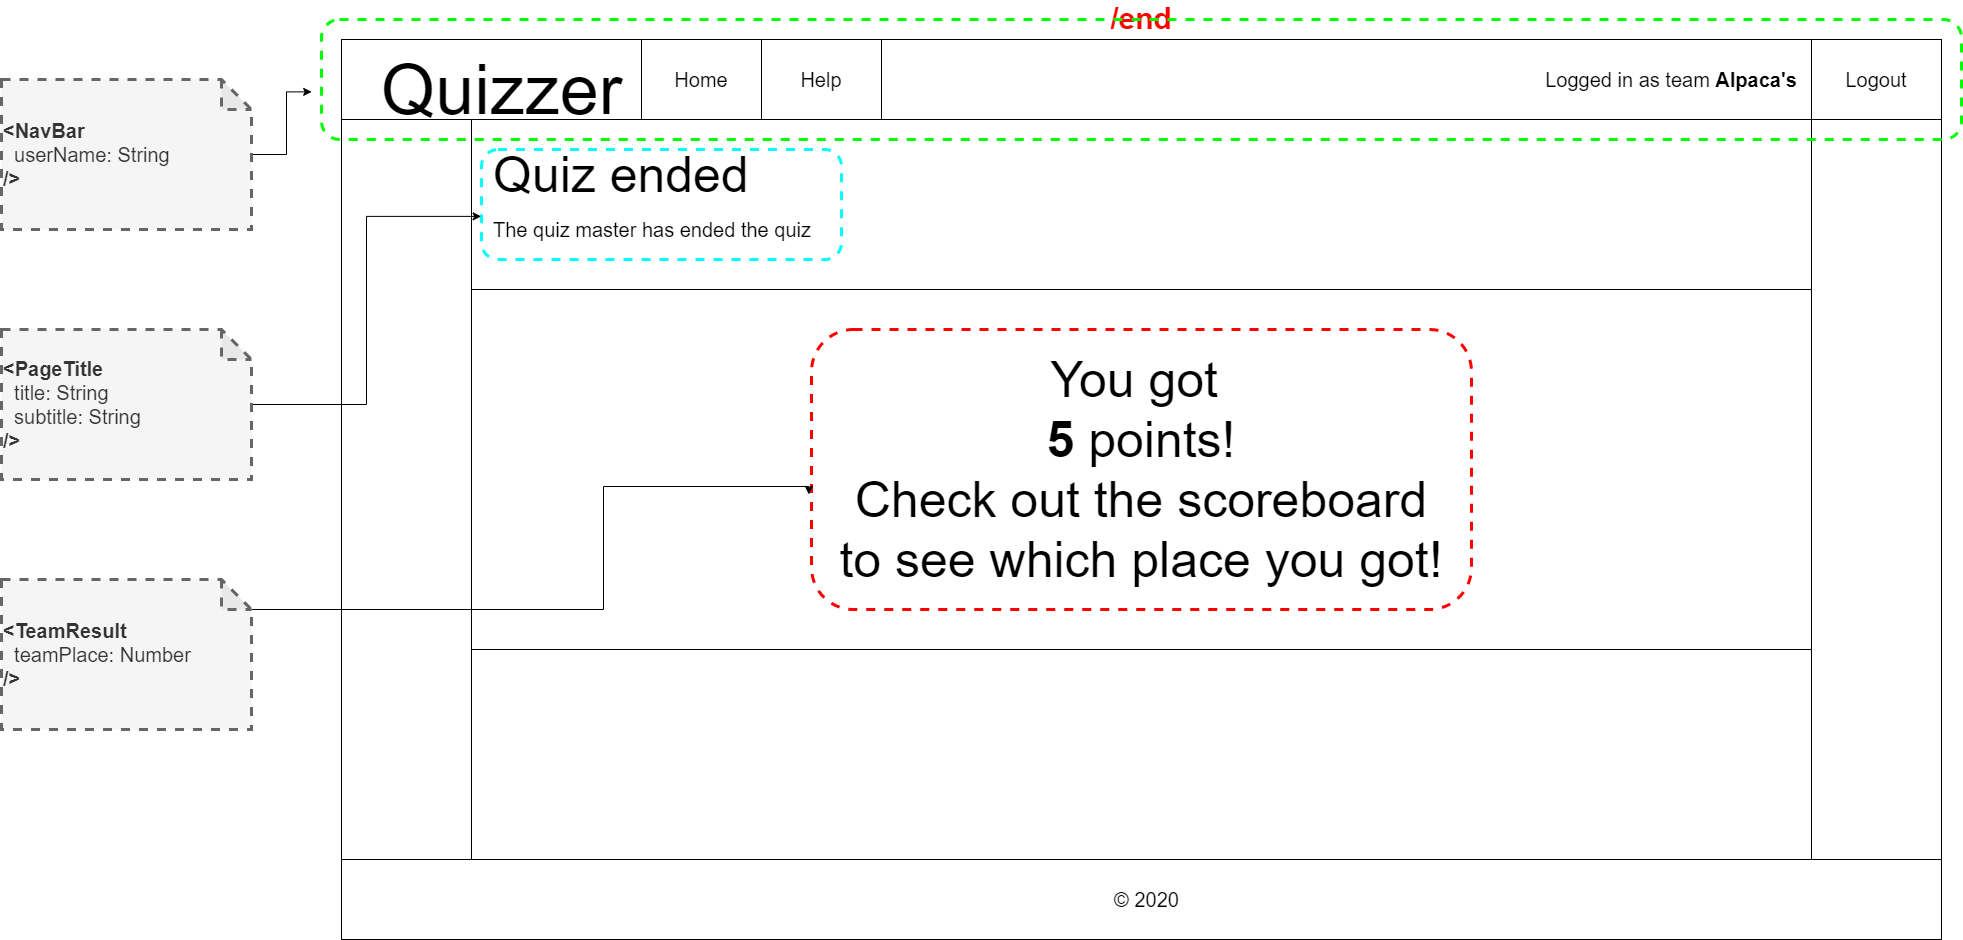 /end
Quizzer
Home
Help
Logged in as team Alpaca's
Logout
<NavBar
userName: String
/>
Quiz ended
The quiz master has ended the quiz
<PageTitle
title: String
subtitle: String
/>
You got
5 points!
Check out the scoreboard
to see which place you got!
<TeamResult
teamPlace: Number
/>
© 2020